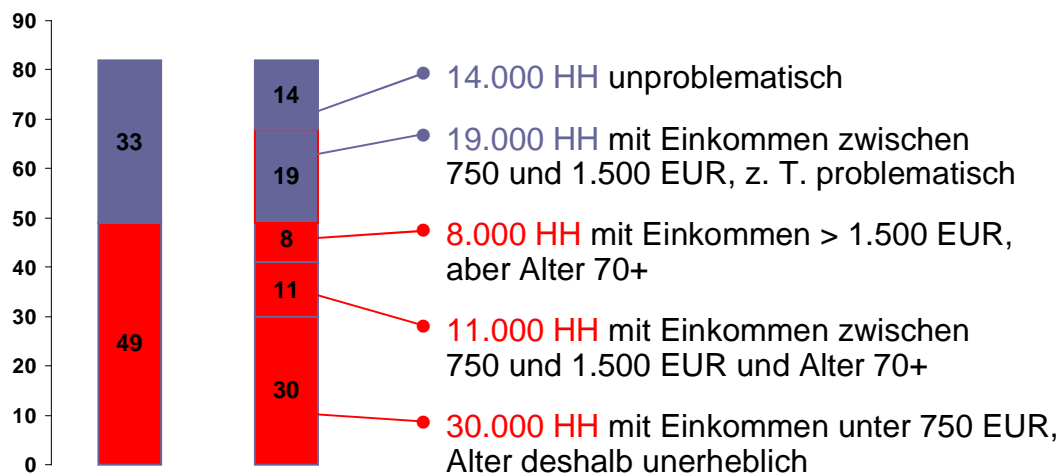 90
80
70
60
50
40
30
20
10
0
33
49
14
19
8
11
30
14.000 HH unproblematisch
19.000 HH mit Einkommen zwischen
750 und 1.500 EUR, z. T. problematisch
8.000 HH mit Einkommen > 1.500 EUR,
aber Alter 70+
11.000 HH mit Einkommen zwischen
750 und 1.500 EUR und Alter 70+
30.000 HH mit Einkommen unter 750 EUR,
Alter deshalb unerheblich